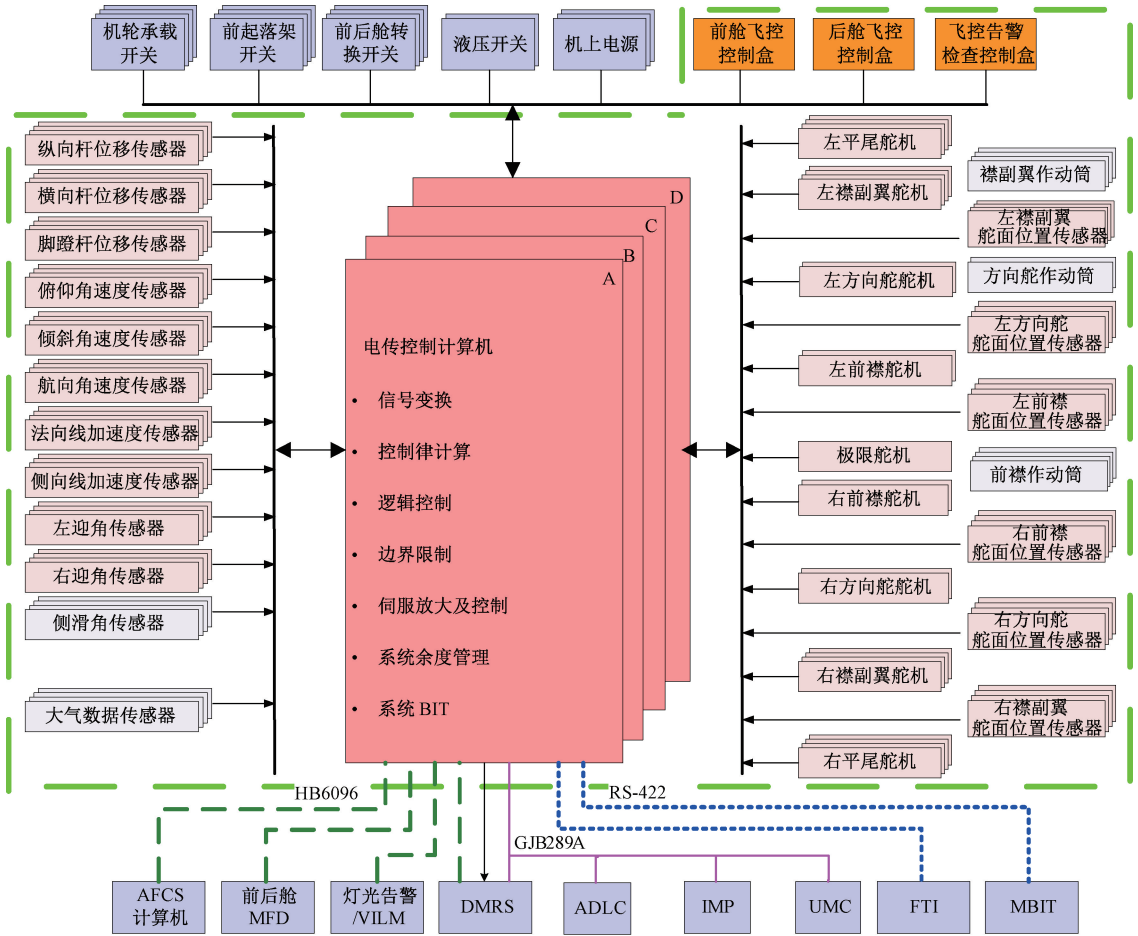 机轮承载
开关
前起落架
开关
前后舱转
换开关
液压开关
机上电源
前舱飞控
控制盒
后舱飞控
控制盒
飞控告警
检查控制盒
纵向杆位移传感器
横向杆位移传感器
脚蹬杆位移传感器
俯仰角速度传感器
倾斜角速度传感器
航向角速度传感器
法向线加速度传感器
侧向线加速度传感器
左迎角传感器
右迎角传感器
侧滑角传感器
大气数据传感器
D
C
B
A
电传控制计算机
• 信号变换
• 控制律计算
• 逻辑控制
• 边界限制
• 伺服放大及控制
• 系统余度管理
• 系统 BIT
左平尾舵机
左襟副翼舵机
左方向舵舵机
左前襟舵机
极限舵机
右前襟舵机
右方向舵舵机
右襟副翼舵机
右平尾舵机
襟副翼作动筒
左襟副翼
舵面位置传感器
方向舵作动筒
左方向舵
舵面位置传感器
左前襟
舵面位置传感器
前襟作动筒
右前襟
舵面位置传感器
右方向舵
舵面位置传感器
右襟副翼
舵面位置传感器
HB6096
RS-422
GJB289A
AFCS
计算机
前后舱
MFD
灯光告警
/VILM
DMRS
ADLC
IMP
UMC
FTI
MBIT